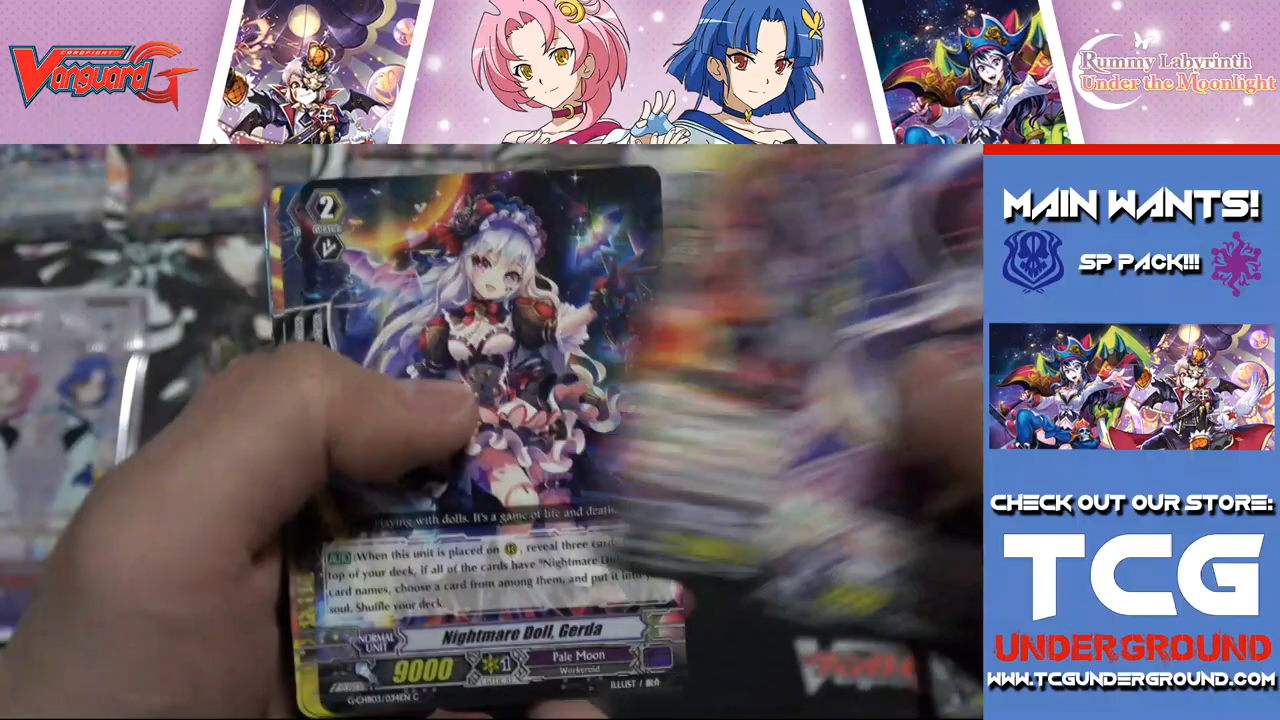 CARDFIGHT!!
VanguardG
Rummy Labyrinth
Under the Moonlight
MAIN WANTS!
SP PACK!!!
CHECK OUT OUR STORE:
TCG
UNDERGROUND
WWW.TCGUNDERGROUND.COM
2
Playing with dolls. It's a game of life and death.
AUTO When this unit is placed on R, reveal three card
top of your deck, if all of the cards have "Nightmare Do
card names, choose a card from among them, and put it into y
soul. Shuffle your deck.
NORMAL UNIT
Nightmare Doll, Gerda
9000
1
Pale Moon
Workeroid
G-CHB03/034EN C
ILLUST /